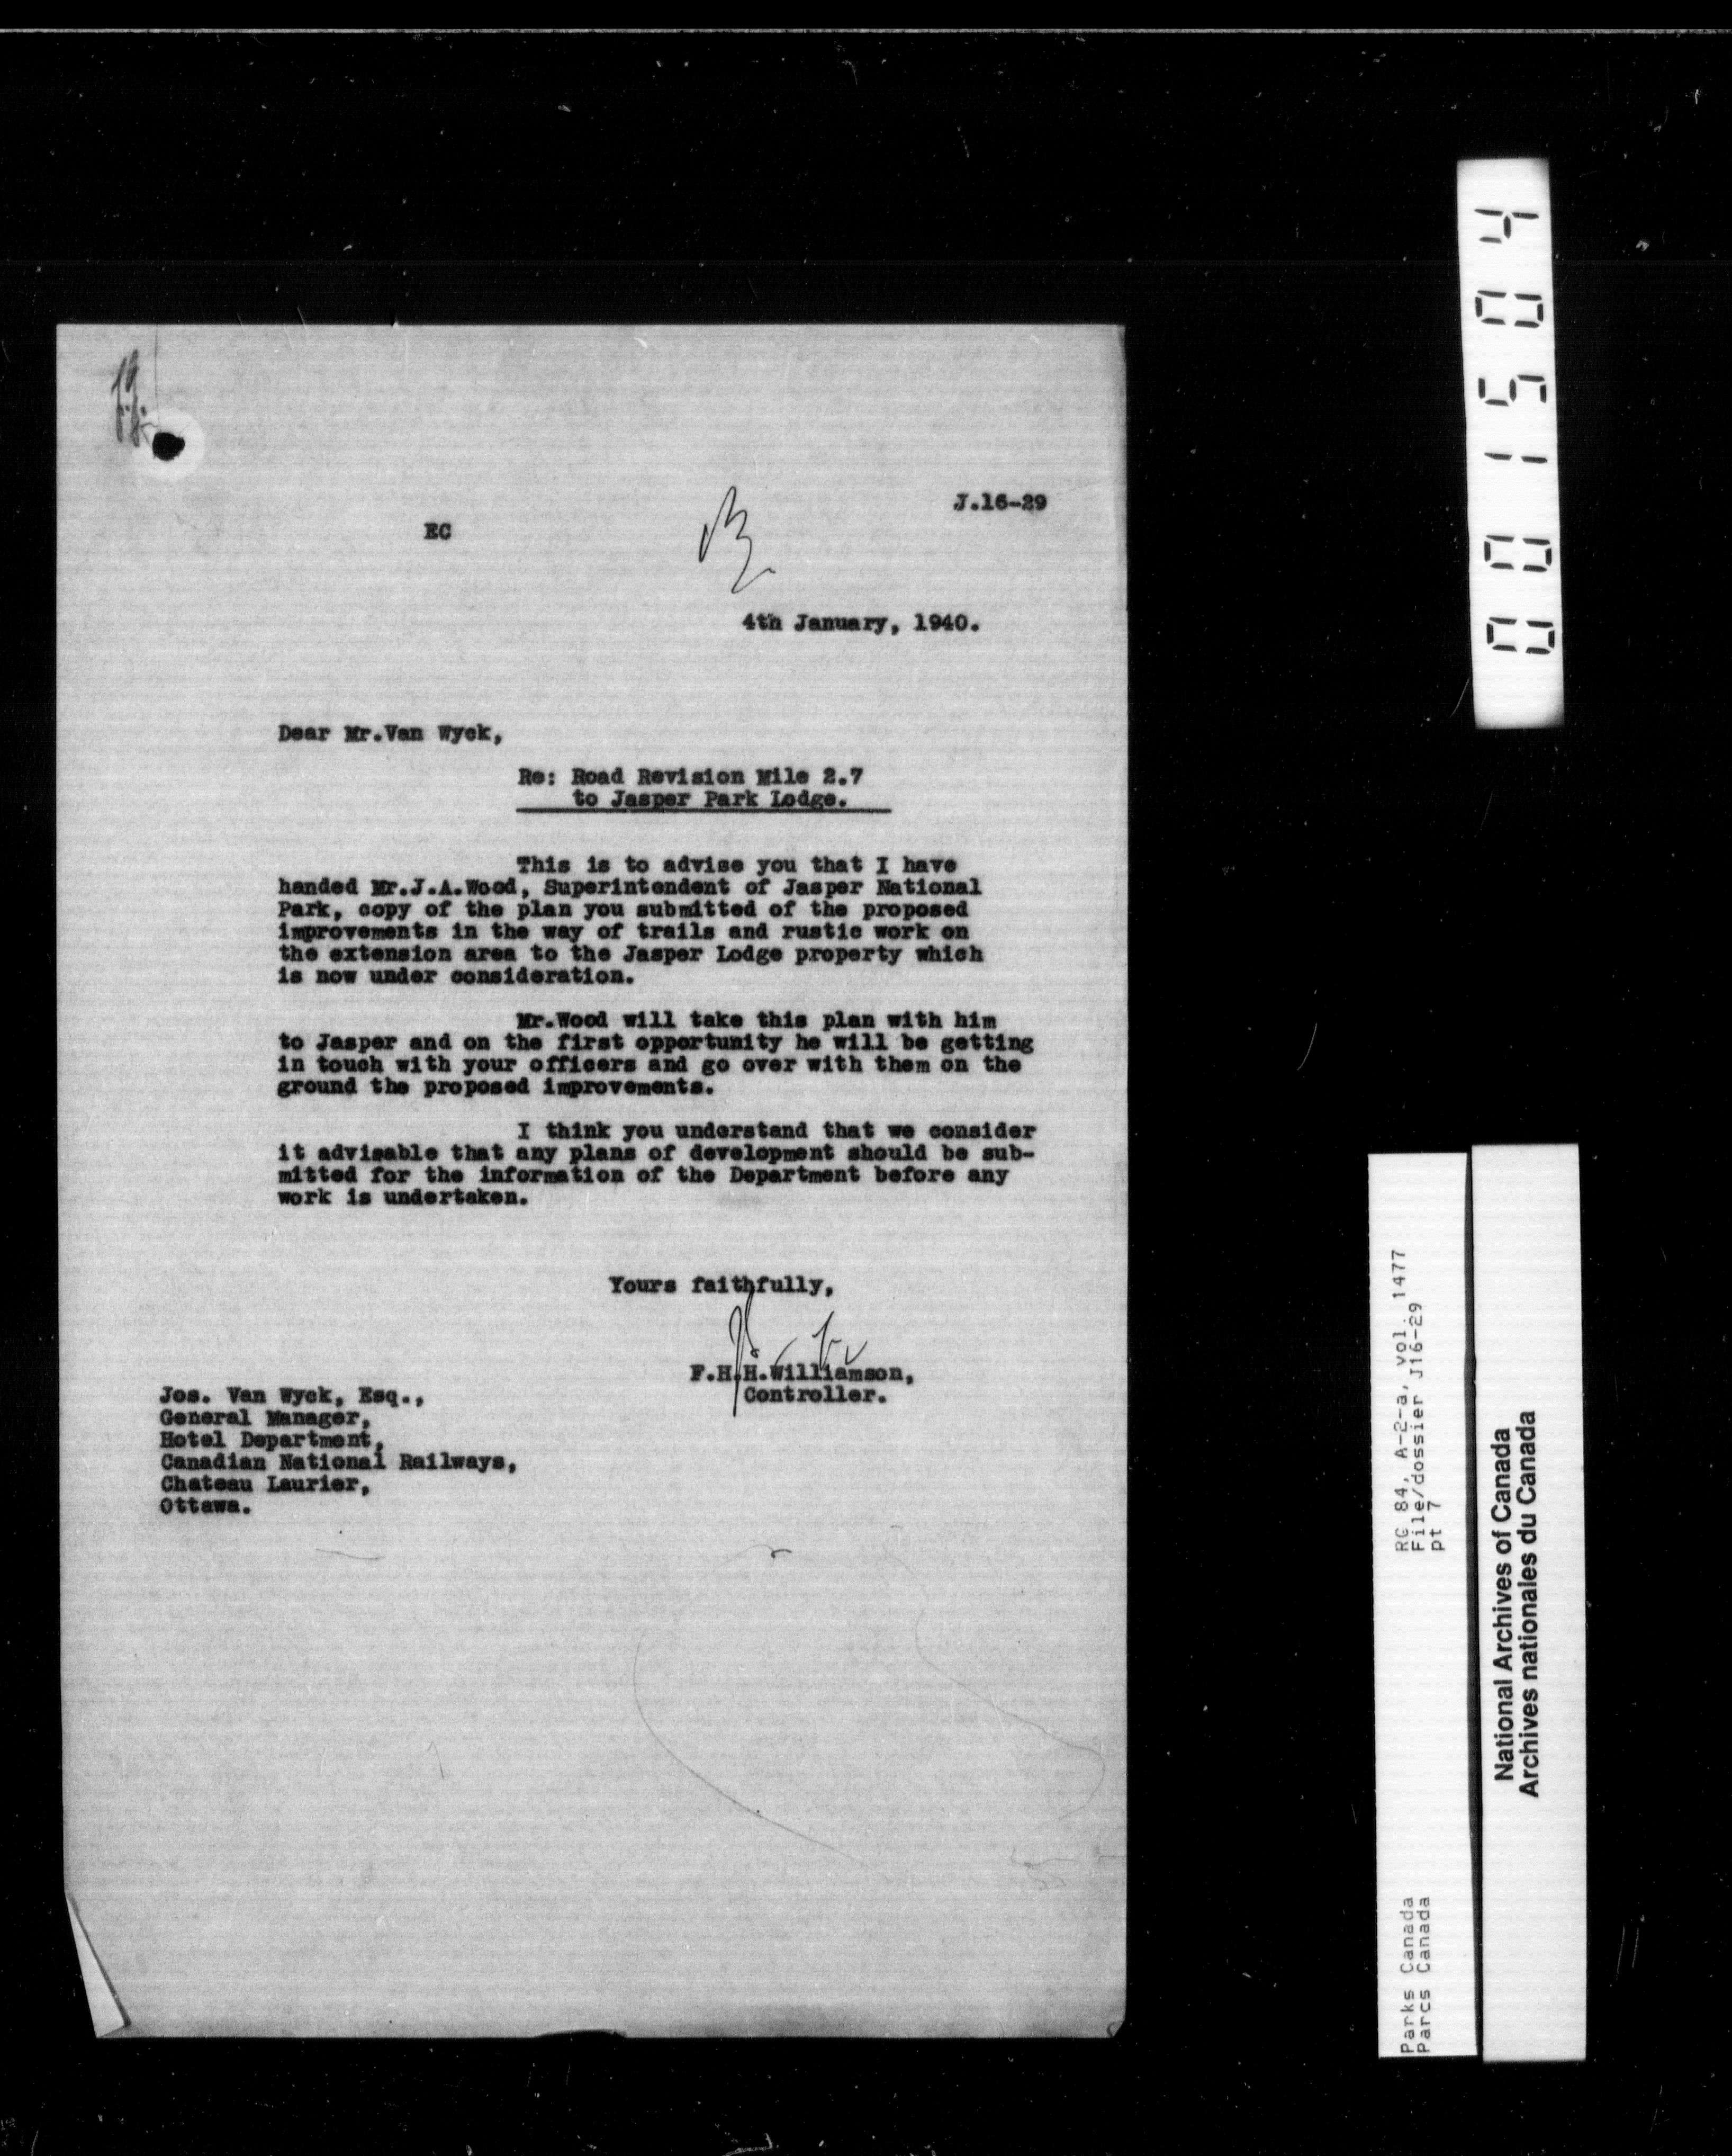 J.16-29
EC
4th January, 1940.
Dear Mr.Van Wyck,
Re: Road Revision Mile 2.7
to Jasper Park Lodge.
This is to advise you that I have
handed Mr.J.A.Wood, Superintendent of Jasper National
Park, copy of the plan you submitted of the proposed
improvements in the way of trails and rustic work on
the extension area to the Jasper Lodge property which
is now under consideration.
Mr.Wood will take this plan with him
to Jasper and on the first opportunity he will be getting
in touch with your officers and go over with them on the
ground the proposed improvements.
I think you understand that we consider
it advisable that any plans of development should be sub-
mitted for the information of the Department before any
work is undertaken.
Yours faithfully,
F.H.H.Williamson,
Controller.
Jos. Van Wyck, Esq.,
General Manager,
Hotel Department,
Canadian National Railways,
Chateau Laurier,
Ottawa.
001504
RG 84, A-2-a, vol. 1477
File/dossier J16-29
pt 7
Parks Canada
Parcs Canada
National Archives of Canada
Archives nationales du Canada